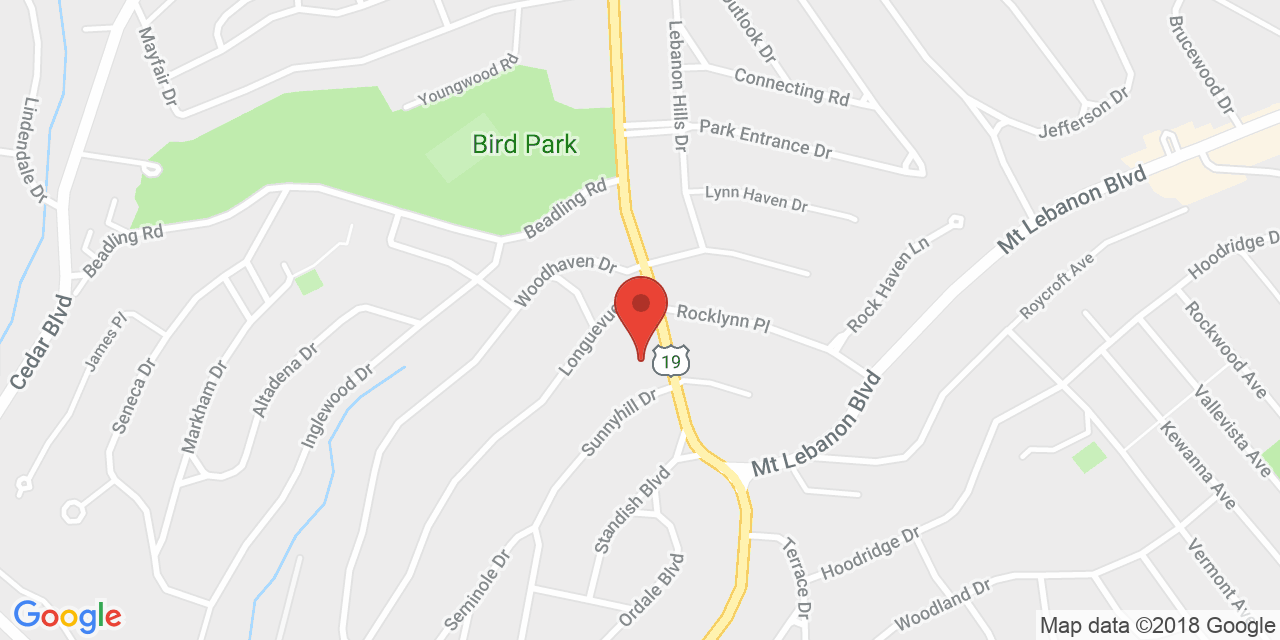 Outlook Dr
Lebanon Hills Dr
Brucewood Dr
Mayfair Dr
Youngwood Rd
Connecting Rd
Jefferson Dr
Lindendale Dr
Bird Park
Park Entrance Dr
Mt Lebanon Blvd
Beadling Rd
Lynn Haven Dr
Beadling Rd
Woodhaven Dr
Rock Haven Ln
Roycroft Ave
Hoodridge D
Cedar Blvd
James Pl
Longuevue
Rocklynn Pl
Rockwood Ave
19
Seneca Dr
Markham Dr
Altadena Dr
Inglewood Dr
Sunnyhill Dr
Mt Lebanon Blvd
Vallevista Ave
Kewanna Ave
Standish Blvd
Seminole Dr
Ordale Blvd
Terrace Dr
Hoodridge Dr
Woodland Dr
Vermont Ave
Google
Map data ©2018 Google